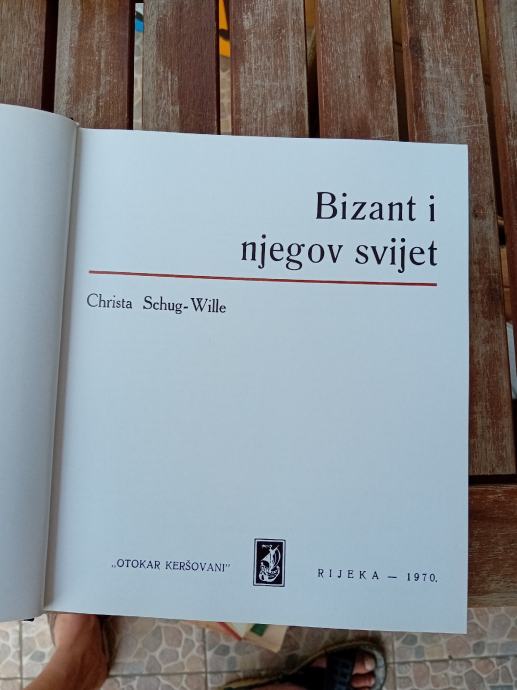 Bizant i
njegov svijet
Christa Schug-Wille
„OTOKAR KERŠOVANI" RIJEKA — 1970.